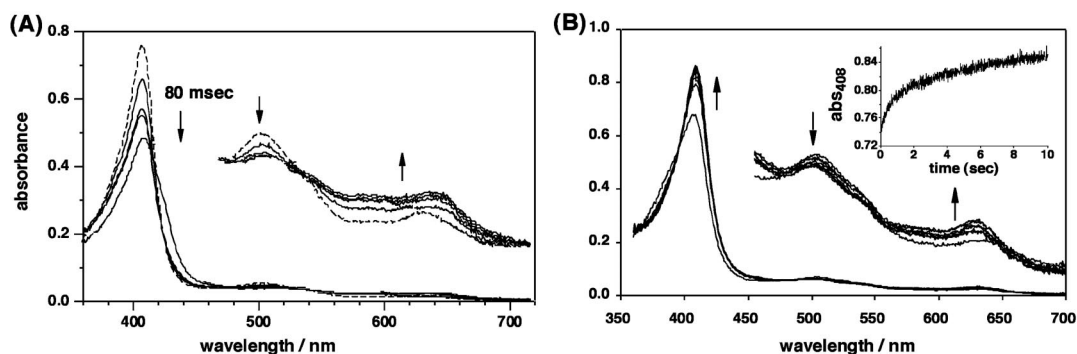 (A)
0.8
0.6
0.4
0.2
0.0
absorbance
80 msec
400 500 600 700
wavelength / nm
(B)
1.0
0.8
0.6
0.4
0.2
0.0
350 400 450 500 550 600 650 700
wavelength / nm
abs408
0.84
0.80
0.76
0.72
0 2 4 6 8 10
time (sec)